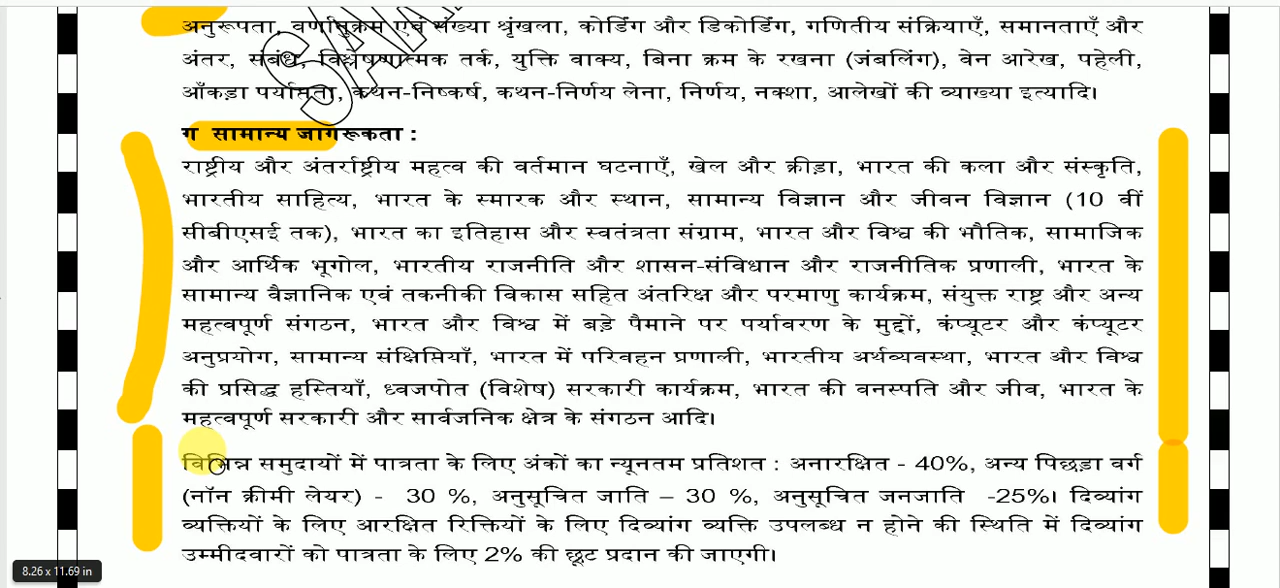 अनुरूपता, वर्णानुक्रम एवं संख्या श्रृंखला, कोडिंग और डिकोडिंग, गणितीय संक्रियाएँ, समानताएँ और
अंतर, संबंध, विश्लेषणात्मक तर्क, युक्ति वाक्य, बिना क्रम के रखना (जंबलिंग), वेन आरेख, पहेली,
आँकड़ा पर्याप्तता, कथन-निष्कर्ष, कथन-निर्णय लेना, निर्णय, नक्शा, आलेखों की व्याख्या इत्यादि।
ग सामान्य जागरूकता :
राष्ट्रीय और अंतर्राष्ट्रीय महत्व की वर्तमान घटनाएँ, खेल और क्रीड़ा, भारत की कला और संस्कृति,
भारतीय साहित्य, भारत के स्मारक और स्थान, सामान्य विज्ञान और जीवन विज्ञान (10 वीं
सीबीएसई तक), भारत का इतिहास और स्वतंत्रता संग्राम, भारत और विश्व की भौतिक, सामाजिक
और आर्थिक भूगोल, भारतीय राजनीति और शासन-संविधान और राजनीतिक प्रणाली, भारत के
सामान्य वैज्ञानिक एवं तकनीकी विकास सहित अंतरिक्ष और परमाणु कार्यक्रम, संयुक्त राष्ट्र और अन्य
महत्वपूर्ण संगठन, भारत और विश्व में बड़े पैमाने पर पर्यावरण के मुद्दों, कंप्यूटर और कंप्यूटर
अनुप्रयोग, सामान्य संक्षिप्तियाँ, भारत में परिवहन प्रणाली, भारतीय अर्थव्यवस्था, भारत और विश्व
की प्रसिद्ध हस्तियाँ, ध्वजपोत (विशेष) सरकारी कार्यक्रम, भारत की वनस्पति और जीव, भारत के
महत्वपूर्ण सरकारी और सार्वजनिक क्षेत्र के संगठन आदि।
विभिन्न समुदायों में पात्रता के लिए अंकों का न्यूनतम प्रतिशत : अनारक्षित - 40%, अन्य पिछड़ा वर्ग
(नॉन क्रीमी लेयर) - 30 %, अनुसूचित जाति – 30 %, अनुसूचित जनजाति -25%। दिव्यांग
व्यक्तियों के लिए आरक्षित रिक्तियों के लिए दिव्यांग व्यक्ति उपलब्ध न होने की स्थिति में दिव्यांग
उम्मीदवारों को पात्रता के लिए 2% की छूट प्रदान की जाएगी।
8.26 x 11.69 in